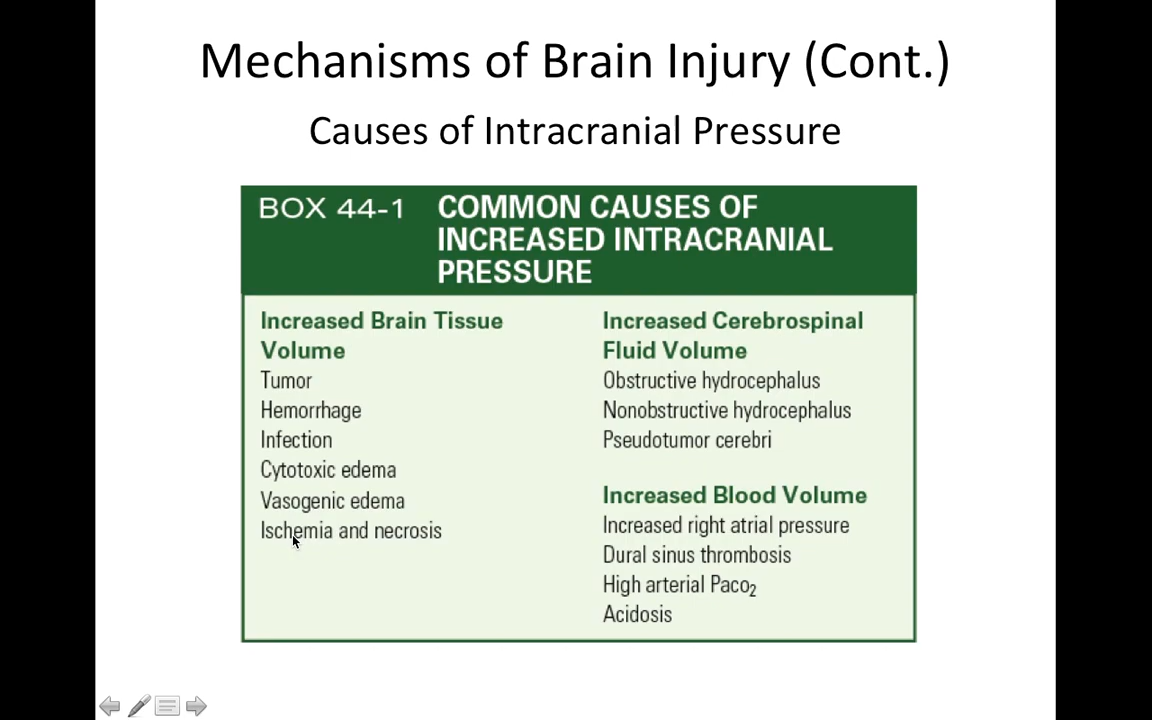 Mechanisms of Brain Injury (Cont.)
Causes of Intracranial Pressure
BOX 44-1 COMMON CAUSES OF
INCREASED INTRACRANIAL
PRESSURE
Increased Brain Tissue
Volume
Tumor
Hemorrhage
Infection
Cytotoxic edema
Vasogenic edema
Ischemia and necrosis
Increased Cerebrospinal
Fluid Volume
Obstructive hydrocephalus
Nonobstructive hydrocephalus
Pseudotumor cerebri
Increased Blood Volume
Increased right atrial pressure
Dural sinus thrombosis
High arterial Paco₂
Acidosis